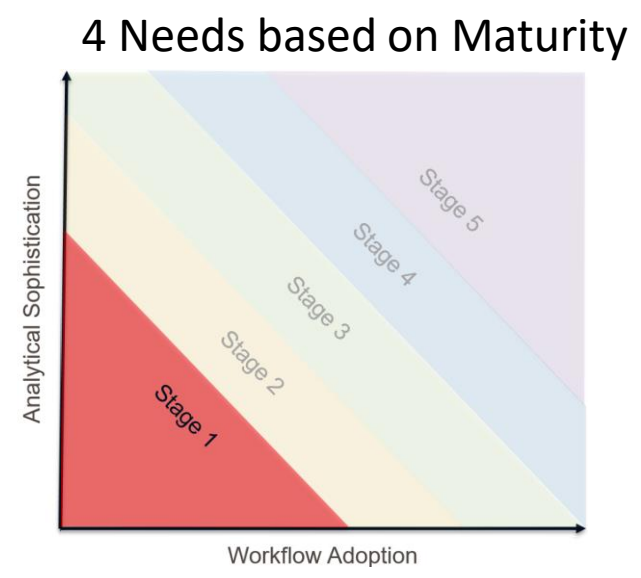 4 Needs based on Maturity
Analytical Sophistication
Stage 5
Stage 4
Stage 3
Stage 2
Stage 1
Workflow Adoption